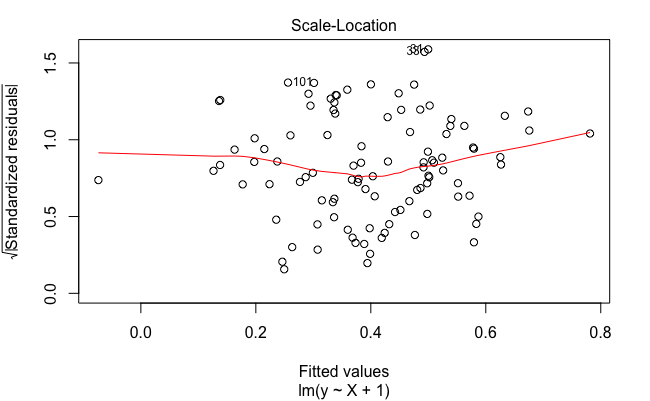 Scale-Location
√|Standardized residuals|
1.5
1.0
0.5
0.0
101
0.0 0.2 0.4 0.6 0.8
Fitted values
lm(y ~ X + 1)